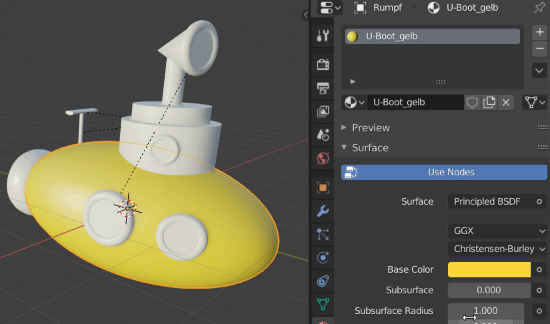 Rumpf > U-Boot_gelb
U-Boot_gelb
U-Boot_gelb
Preview
Surface
Use Nodes
Surface Principled BSDF
GGX
Christensen-Burley
Base Color
Subsurface 0.000
Subsurface Radius 1.000